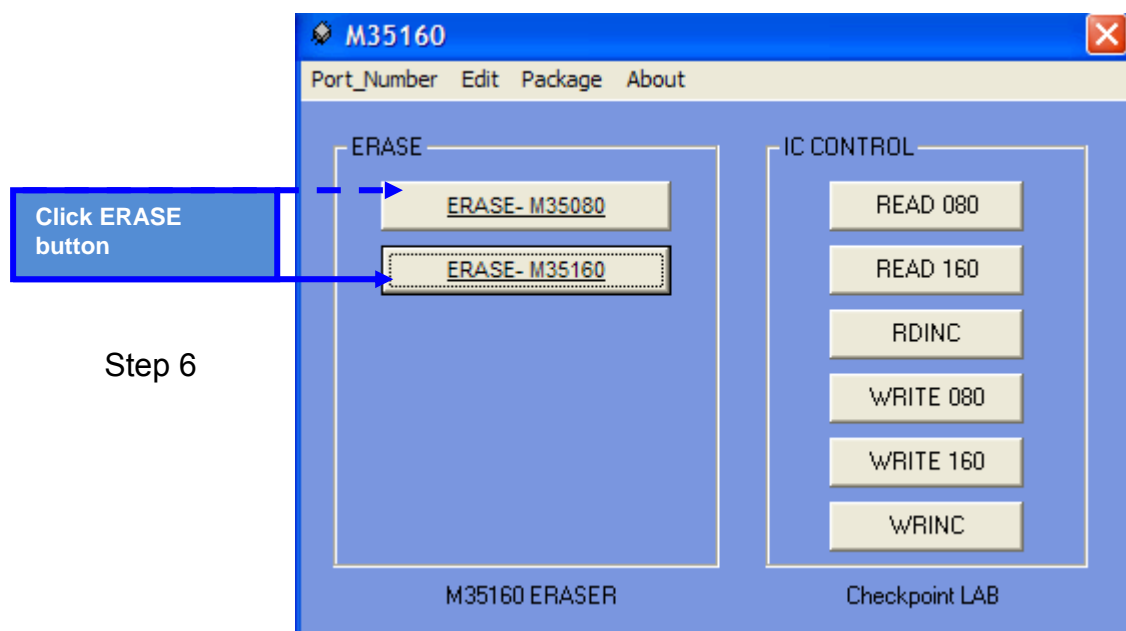 M35160
Port_Number Edit Package About
ERASE
ERASE- M35080
ERASE- M35160
Click ERASE
button
Step 6
IC CONTROL
READ 080
READ 160
RDINC
WRITE 080
WRITE 160
WRINC
M35160 ERASER
Checkpoint LAB